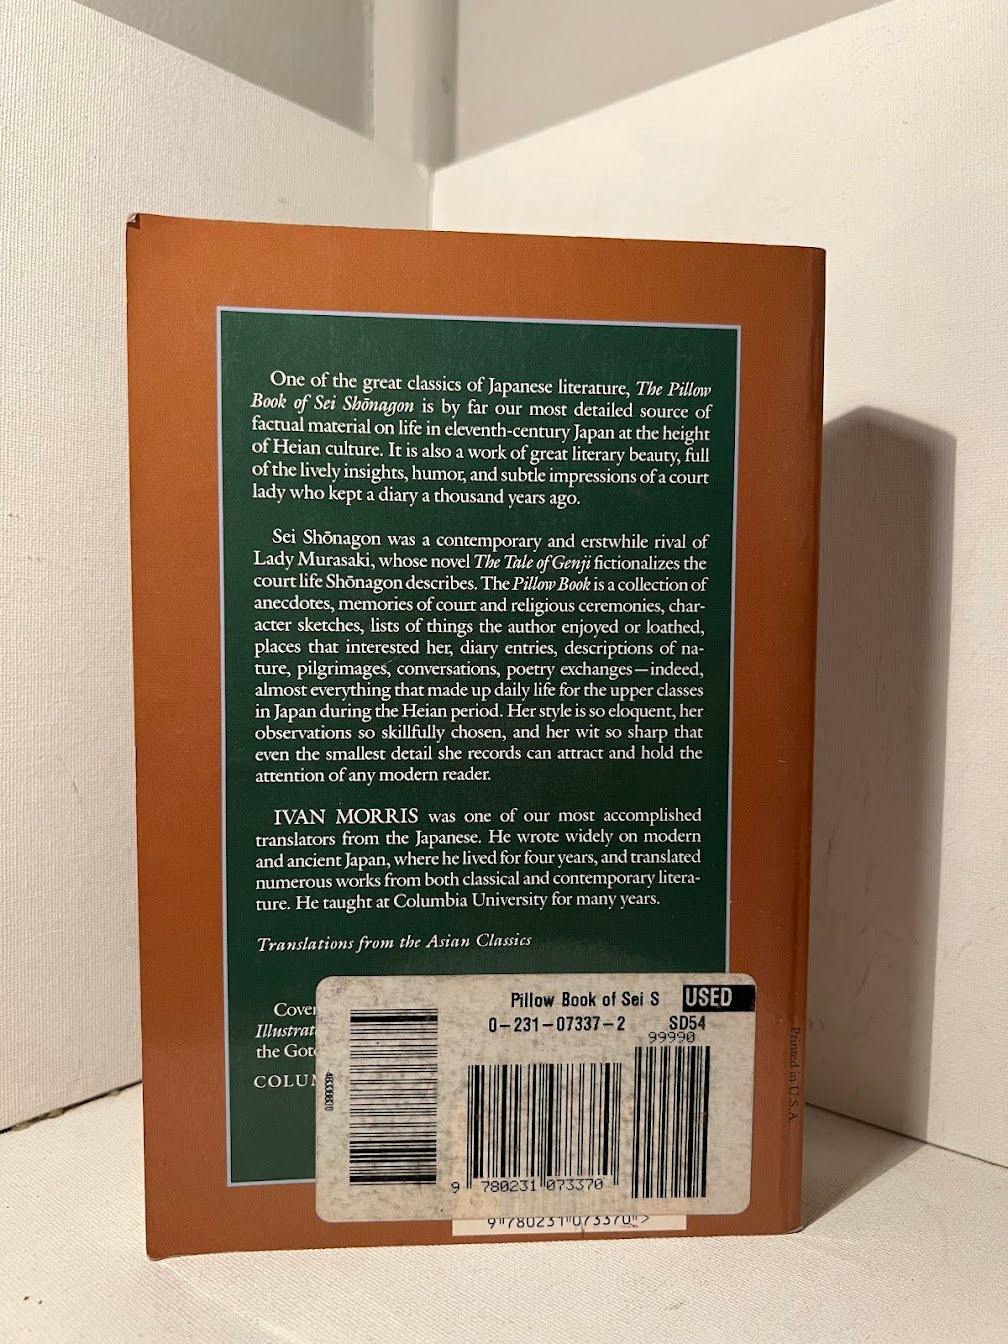 One of the great classics of Japanese literature, The Pillow
Book of Sei Shōnagon is by far our most detailed source of
factual material on life in eleventh-century Japan at the height
of Heian culture. It is also a work of great literary beauty, full
of the lively insights, humor, and subtle impressions of a court
lady who kept a diary a thousand years ago.
Sei Shōnagon was a contemporary and erstwhile rival of
Lady Murasaki, whose novel The Tale of Genji fictionalizes the
court life Shōnagon describes. The Pillow Book is a collection of
anecdotes, memories of court and religious ceremonies, char-
acter sketches, lists of things the author enjoyed or loathed,
places that interested her, diary entries, descriptions of na-
ture, pilgrimages, conversations, poetry exchanges—indeed,
almost everything that made up daily life for the upper classes
in Japan during the Heian period. Her style is so eloquent, her
observations so skillfully chosen, and her wit so sharp that
even the smallest detail she records can attract and hold the
attention of any modern reader.
IVAN MORRIS was one of our most accomplished
translators from the Japanese. He wrote widely on modern
and ancient Japan, where he lived for four years, and translated
numerous works from both classical and contemporary litera-
ture. He taught at Columbia University for many years.
Translations from the Asian Classics
Cover
Illustrat
the Got
COLUM
Pillow Book of Sei S USED
0-231-07337-2 SD54
99990
9 780231 073370
9 780231 073370 >
Printed in U.S.A.